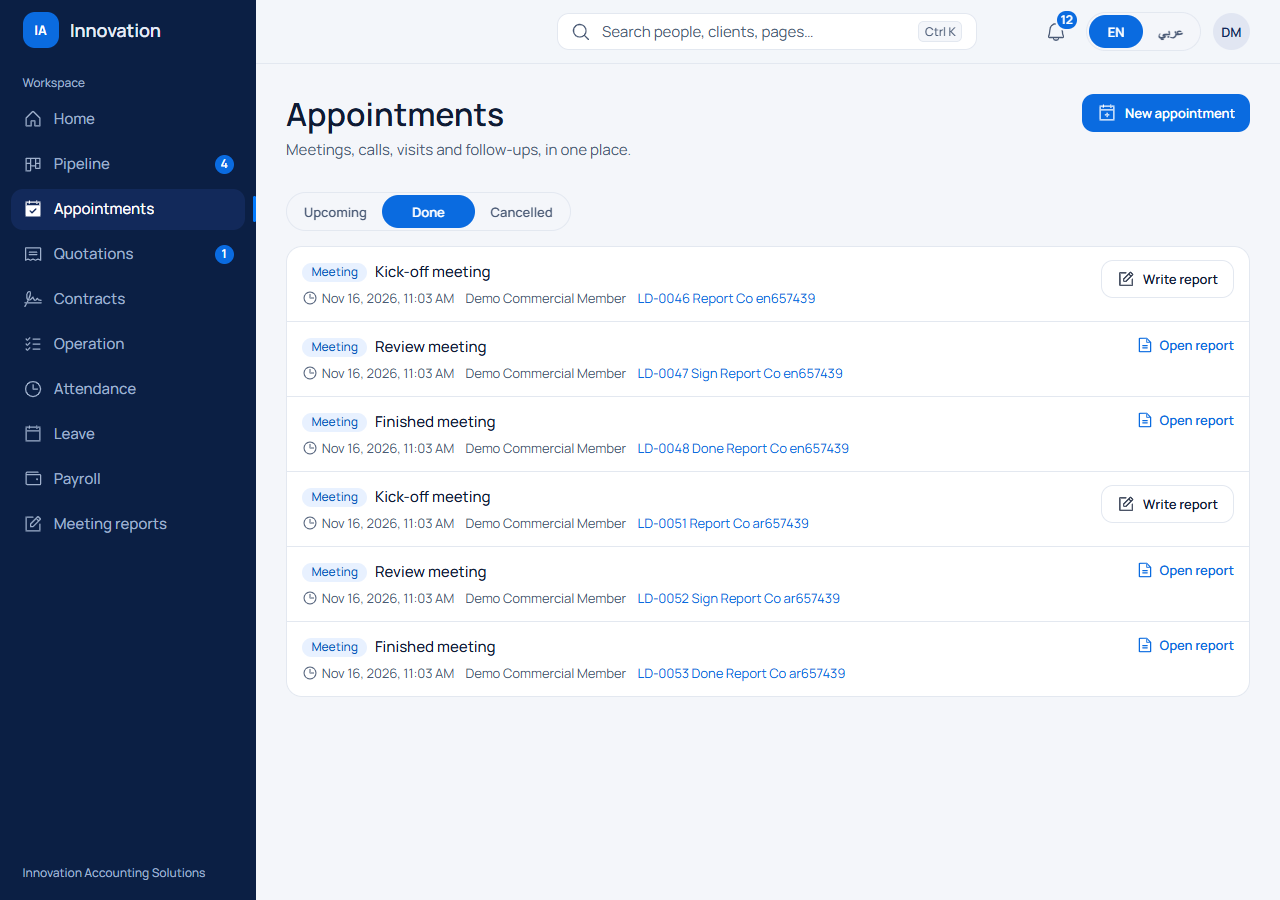 IA Innovation
Search people, clients, pages... Ctrl K
12
EN عربي DM
Workspace
Home
Pipeline 4
Appointments
Quotations 1
Contracts
Operation
Attendance
Leave
Payroll
Meeting reports
Innovation Accounting Solutions
Appointments
New appointment
Meetings, calls, visits and follow-ups, in one place.
Upcoming Done Cancelled
Meeting Kick-off meeting
Write report
Nov 16, 2026, 11:03 AM Demo Commercial Member LD-0046 Report Co en657439
Meeting Review meeting
Open report
Nov 16, 2026, 11:03 AM Demo Commercial Member LD-0047 Sign Report Co en657439
Meeting Finished meeting
Open report
Nov 16, 2026, 11:03 AM Demo Commercial Member LD-0048 Done Report Co en657439
Meeting Kick-off meeting
Write report
Nov 16, 2026, 11:03 AM Demo Commercial Member LD-0051 Report Co ar657439
Meeting Review meeting
Open report
Nov 16, 2026, 11:03 AM Demo Commercial Member LD-0052 Sign Report Co ar657439
Meeting Finished meeting
Open report
Nov 16, 2026, 11:03 AM Demo Commercial Member LD-0053 Done Report Co ar657439